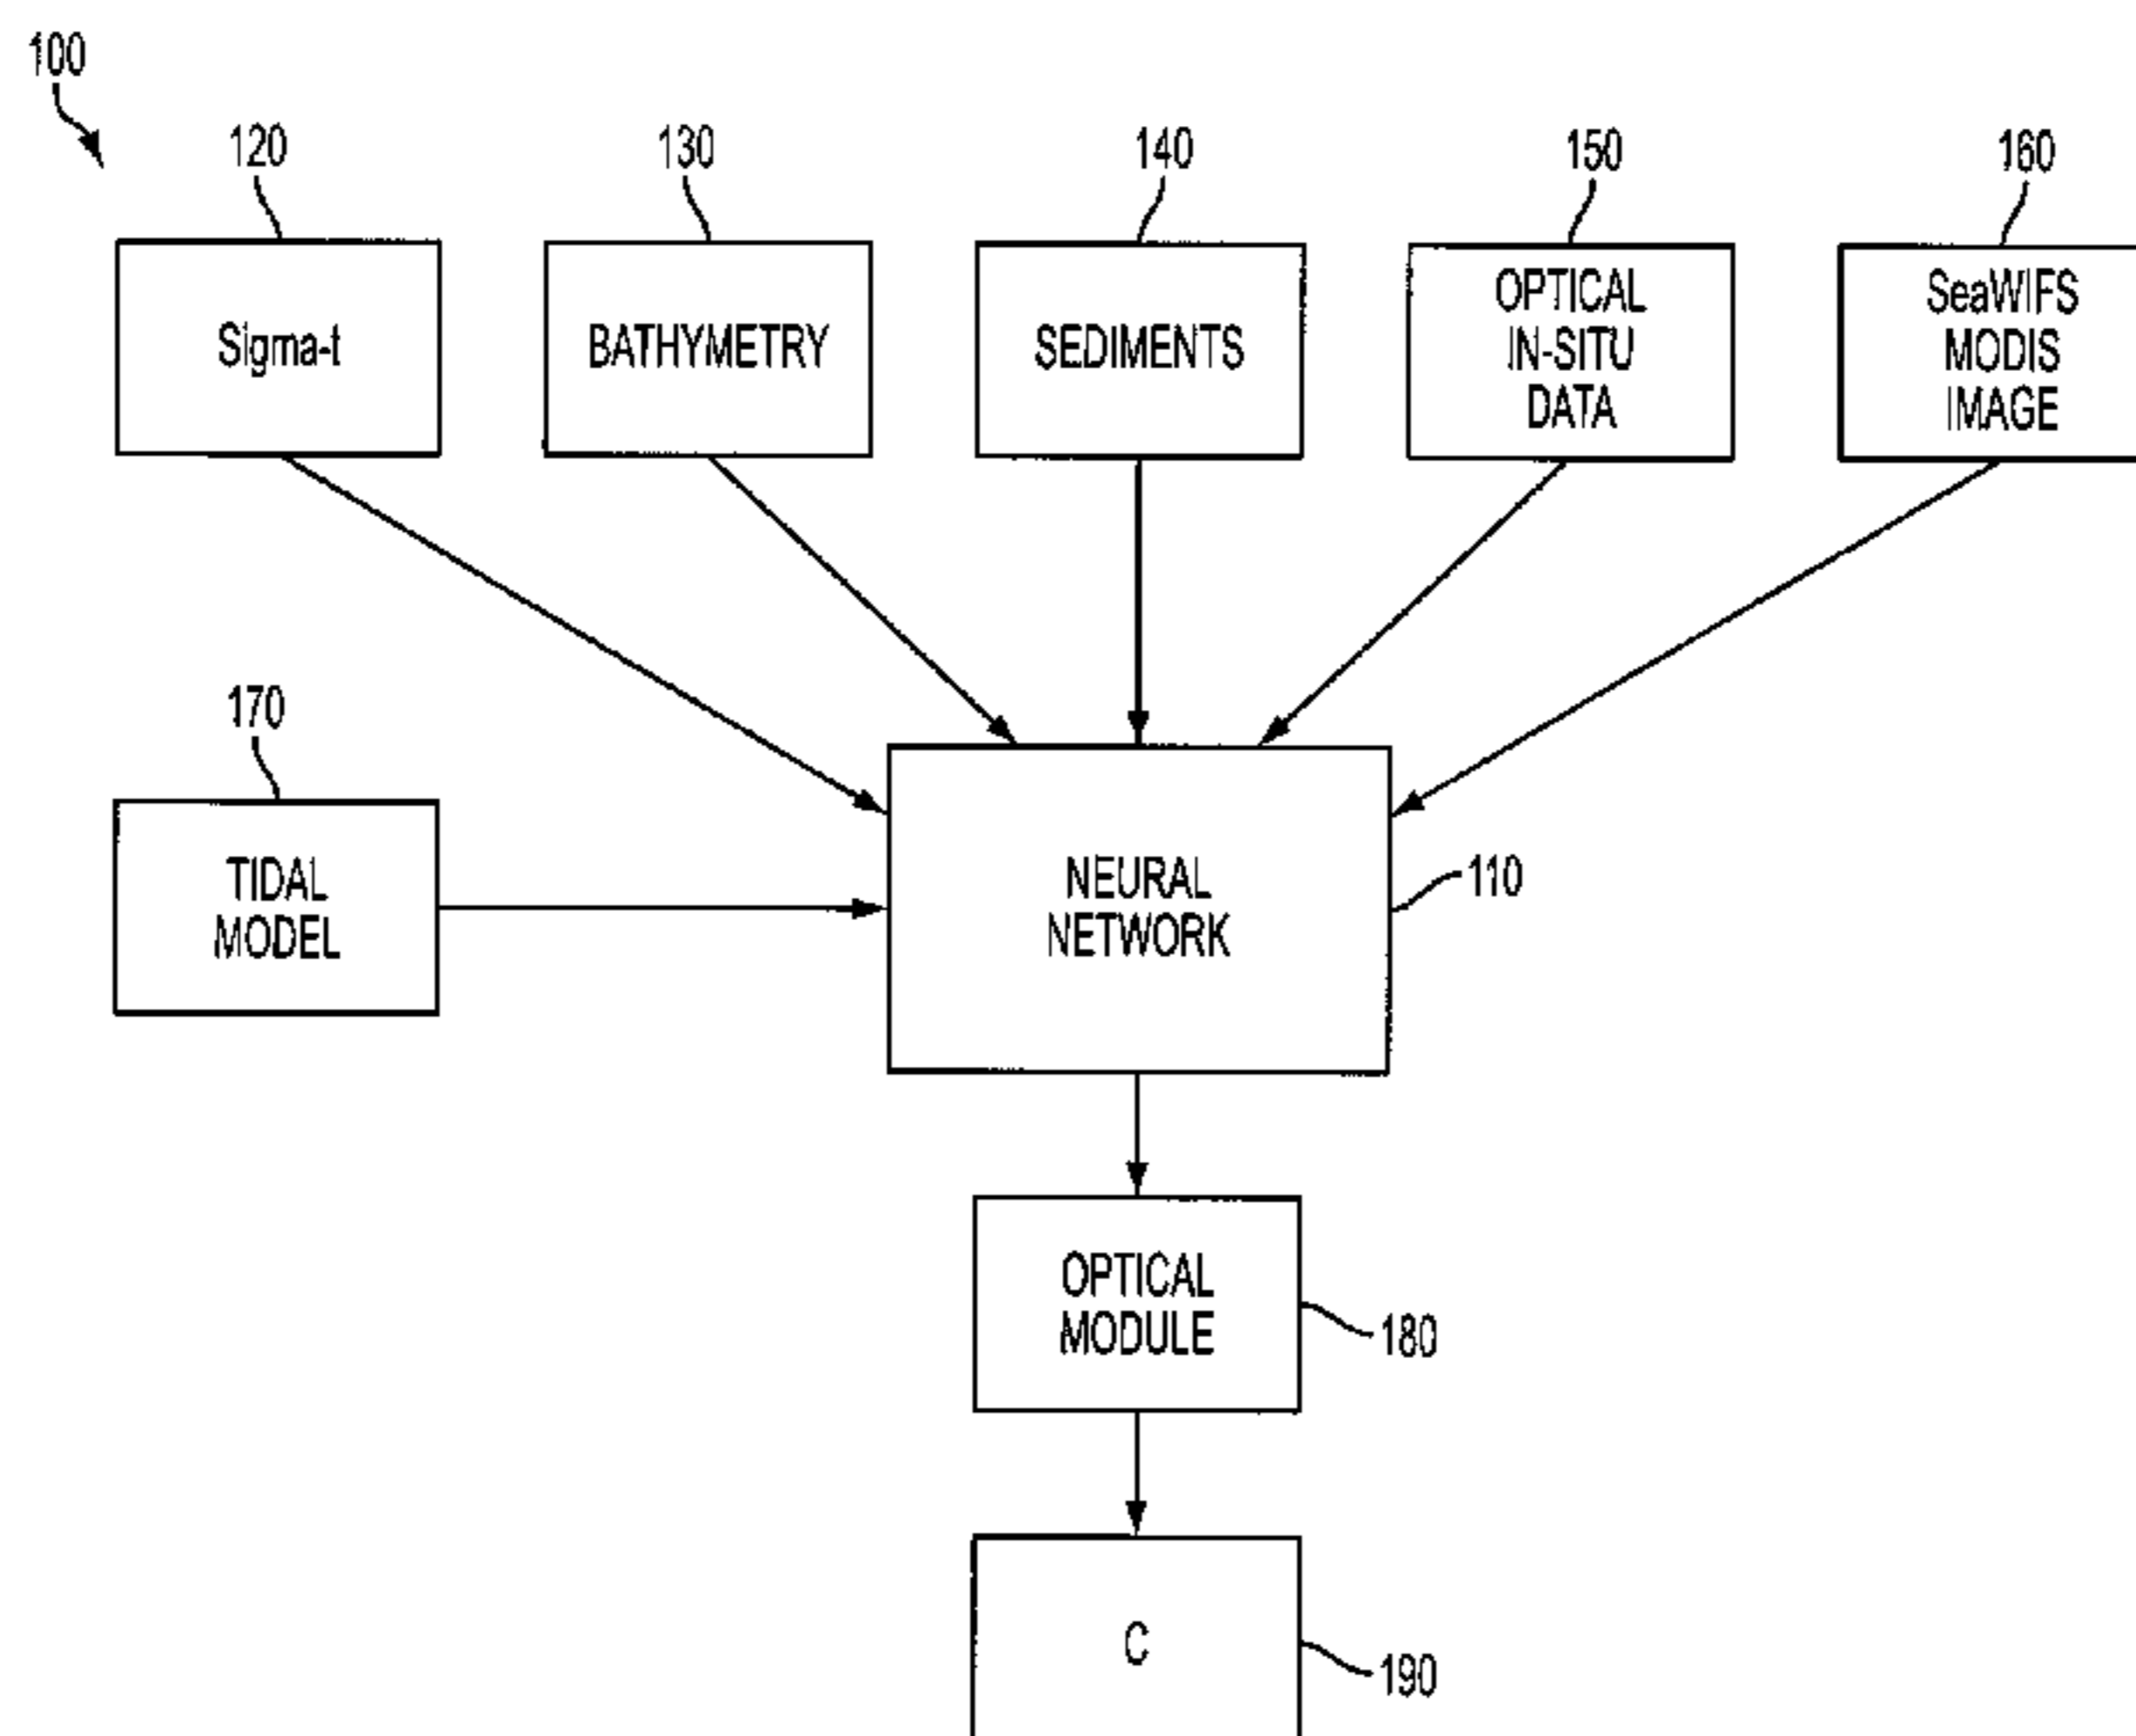 100
120
130
140
150
160
Sigma-t
BATHYMETRY
SEDIMENTS
OPTICAL
IN-SITU
DATA
SeaWIFS
MODIS
IMAGE
170
TIDAL
MODEL
NEURAL
NETWORK
110
OPTICAL
MODULE
180
C
190